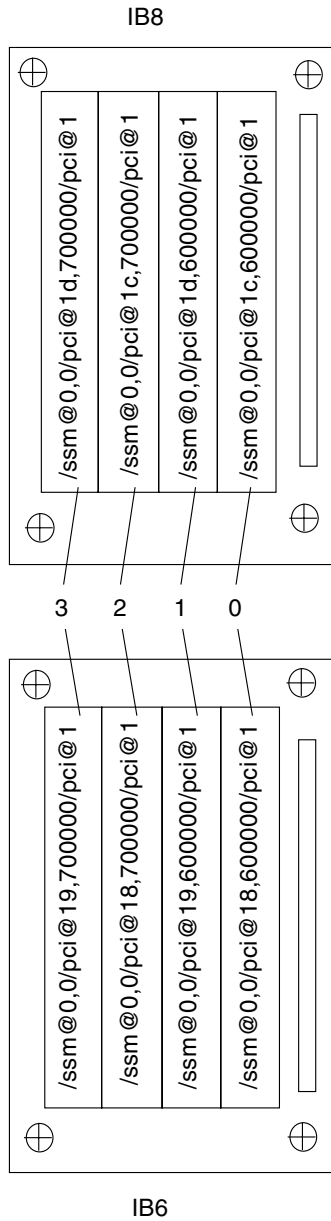 IB8
/ssm@0,0/pci@1d,700000/pci@1
/ssm@0,0/pci@1c,700000/pci@1
/ssm@0,0/pci@1d,600000/pci@1
/ssm@0,0/pci@1c,600000/pci@1
3 2 1 0
/ssm@0,0/pci@19,700000/pci@1
/ssm@0,0/pci@18,700000/pci@1
/ssm@0,0/pci@19,600000/pci@1
/ssm@0,0/pci@18,600000/pci@1
IB6